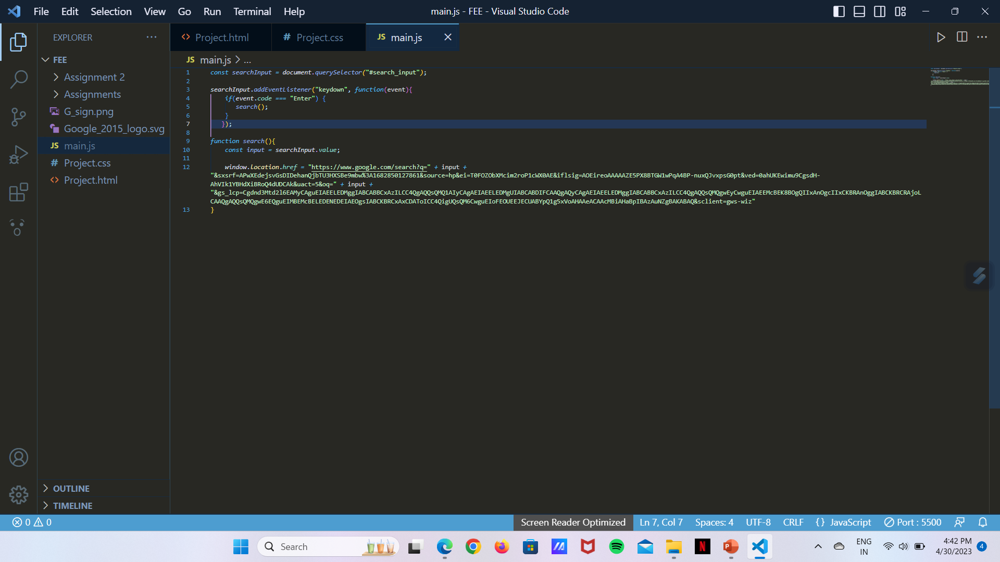 File Edit Selection View Go Run Terminal Help
main.js - FEE - Visual Studio Code
EXPLORER
FEE
Assignment 2
Assignments
G_sign.png
Google_2015_logo.svg
JS main.js
# Project.css
<> Project.html
OUTLINE
TIMELINE
<> Project.html
# Project.css
JS main.js
JS main.js > ...
1 const searchInput = document.querySelector("#search_input");
2
3 searchInput.addEventListener("keydown", function(event){
4 if(event.code === "Enter") {
5 search();
6 }
7 });
8
9 function search(){
10 const input = searchInput.value;
11
12 window.location.href = "https://www.google.com/search?q=" + input +
"&sxsrf=APwXEdejsvGsDIDehanQjbTU3HXSBe9mbw%3A1682850127861&source=hp&ei=T0FOZObXMcim2roP1cWX0AE&iflsig=AOEireoAAAAAZE5PX8BTGW1wPqA4BP-nuxQJvxpsG0pt&ved=0ahUKEwimu9CgsdH-
AhVIk1YBHdXiBRoQ4dUDCAk&uact=5&oq=" + input +
"&gs_lcp=Cgdnd3Mtd2l6EAMyCAguEIAEELEDMggIABCABBCxAzILCC4QgAQQsQMQ1AIyCAgAEIAEELEDMgUIABCABDIFCAAQgAQyCAgAEIAEELEDMggIABCABBCxAzILCC4QgAQQsQMQgwEyCwguEIAEEMcBEK8BOgQIIxAnOgcIIxCKBRAnOggIABCKBRCRAjoL
CAAQgAQQsQMQgwE6EQguEIMBEMcBELEDENEDEIAEOgsIABCKBRCxAxCDAToICC4QigUQsQM6CwguEIoFEOUEEJECUABYpQ1g5xVoAHAAeACAAcMBiAHaBpIBAzAuNZgBAKABAQ&sclient=gws-wiz"
13 }
0 0
Screen Reader Optimized
Ln 7, Col 7
Spaces: 4
UTF-8
CRLF
{ } JavaScript
Port : 5500
Search
ENG
IN
4:42 PM
4/30/2023
4